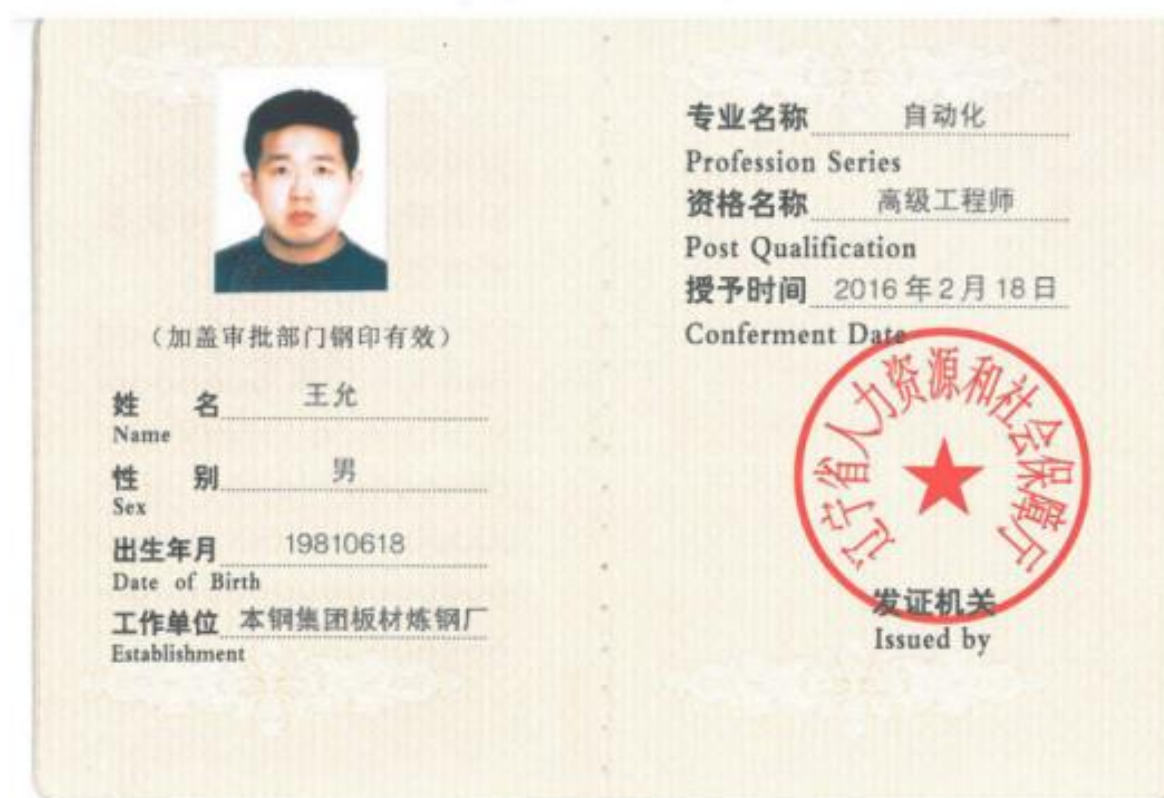 （加盖审批部门钢印有效）
姓 名 王允
Name
性 别 男
Sex
出生年月 19810618
Date of Birth
工作单位 本钢集团板材炼钢厂
Establishment
专业名称 自动化
Profession Series
资格名称 高级工程师
Post Qualification
授予时间 2016年2月18日
Conferment Date
辽宁省人力资源和社会保障厅
发证机关
Issued by